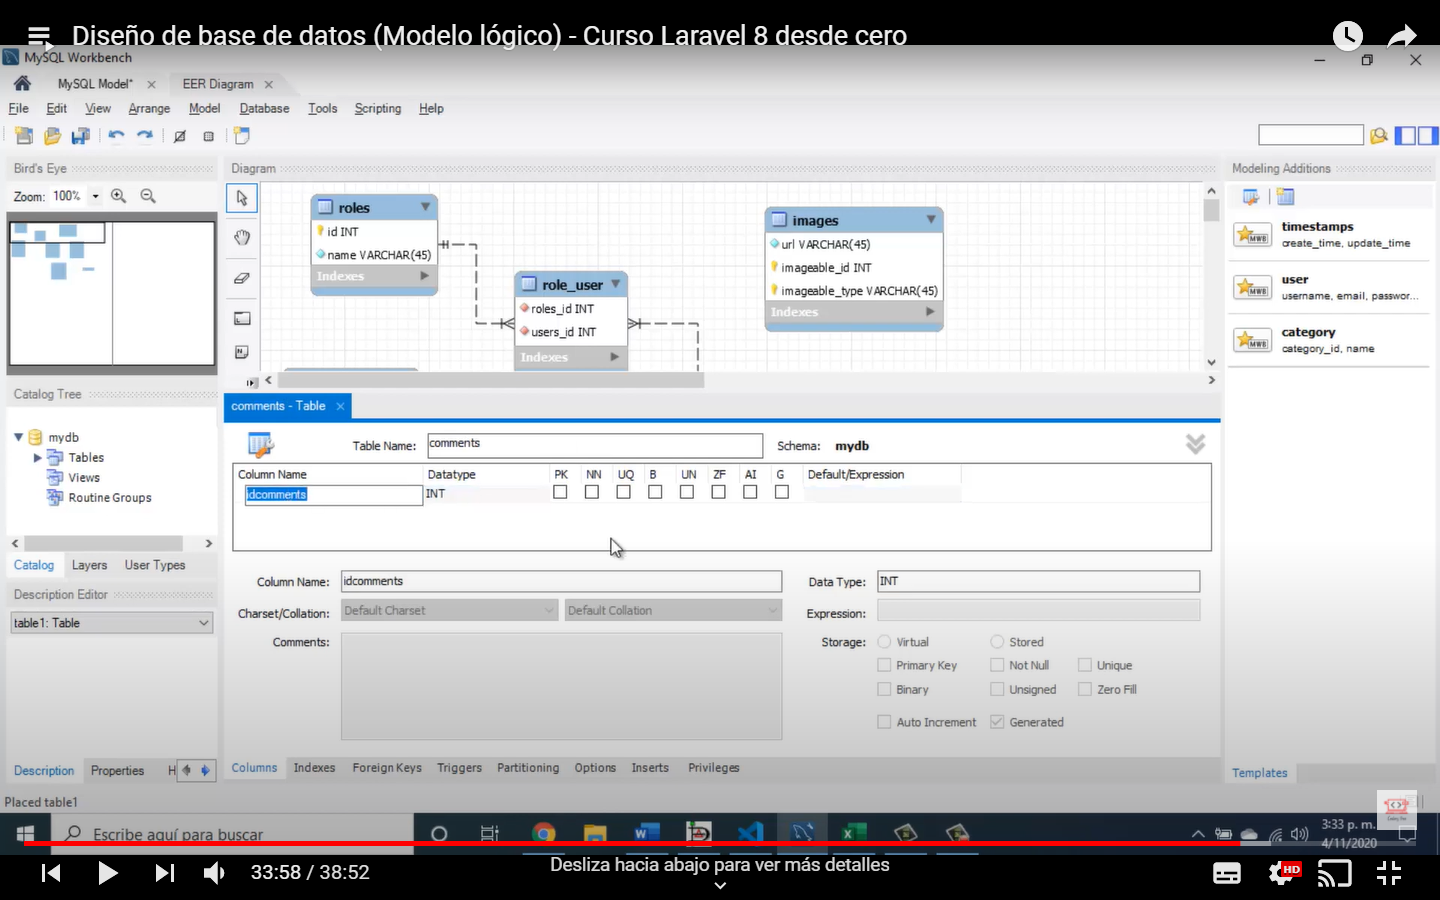 Diseño de base de datos (Modelo lógico) - Curso Laravel 8 desde cero
MySQL Workbench
MySQL Model* EER Diagram
File Edit View Arrange Model Database Tools Scripting Help
Bird's Eye
Zoom: 100%
Diagram
Modeling Additions
roles
id INT
name VARCHAR(45)
Indexes
role_user
roles_id INT
users_id INT
Indexes
images
url VARCHAR(45)
imageable_id INT
imageable_type VARCHAR(45)
Indexes
timestamps
create_time, update_time
user
username, email, passwor...
category
category_id, name
Catalog Tree
mydb
Tables
Views
Routine Groups
Catalog Layers User Types
Description Editor
table1: Table
Description Properties H
comments - Table
Table Name: comments Schema: mydb
Column Name Datatype PK NN UQ B UN ZF AI G Default/Expression
idcomments INT
Column Name: idcomments Data Type: INT
Charset/Collation: Default Charset Default Collation Expression:
Comments: Storage: Virtual Stored
Primary Key Not Null Unique
Binary Unsigned Zero Fill
Auto Increment Generated
Columns Indexes Foreign Keys Triggers Partitioning Options Inserts Privileges
Templates
Placed table1
Escribe aquí para buscar
3:33 p. m.
4/11/2020
33:58 / 38:52
Desliza hacia abajo para ver más detalles
HD